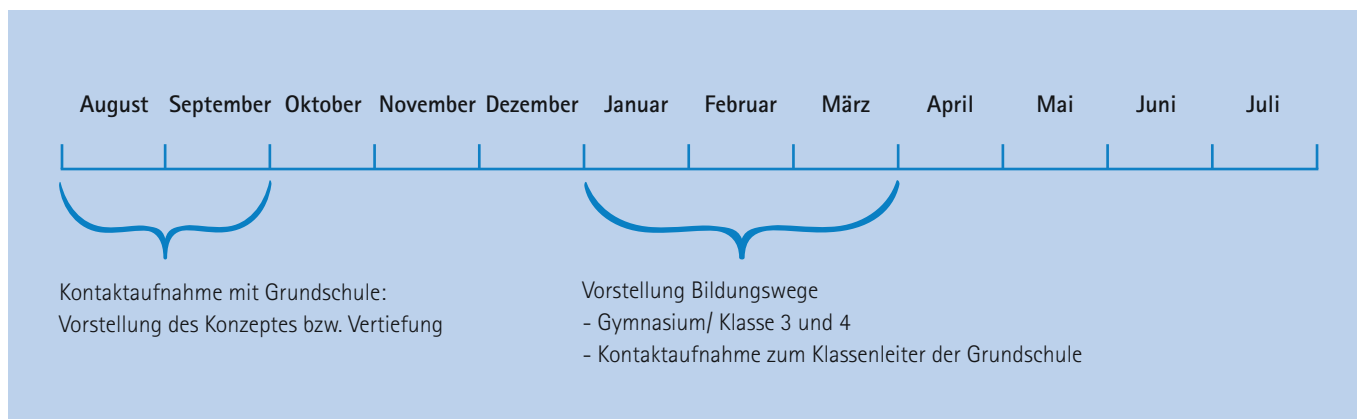 August September Oktober November Dezember Januar Februar März April Mai Juni Juli
Kontaktaufnahme mit Grundschule:
Vorstellung des Konzeptes bzw. Vertiefung
Vorstellung Bildungswege
- Gymnasium/ Klasse 3 und 4
- Kontaktaufnahme zum Klassenleiter der Grundschule